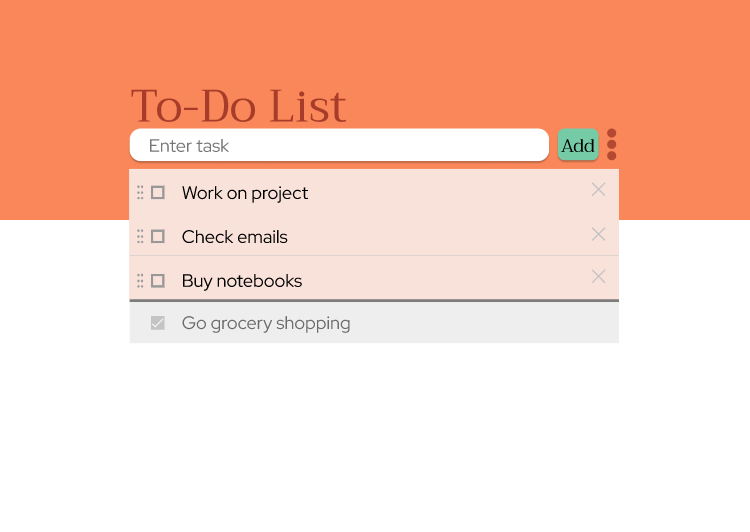 To-Do List
Enter task
Add
Work on project
Check emails
Buy notebooks
Go grocery shopping